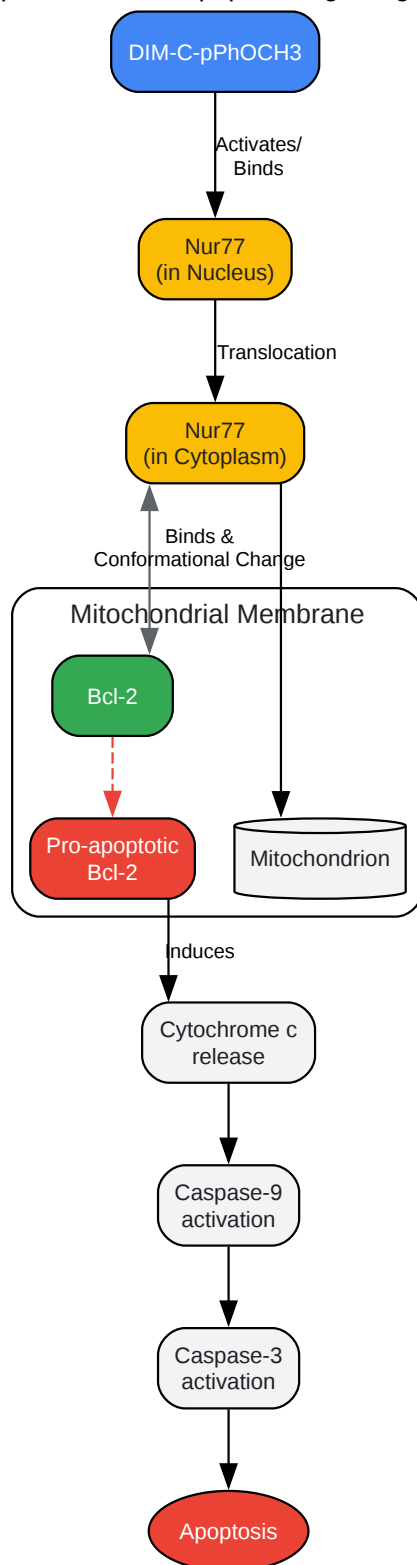 DIM-C-pPhOCH3
Activates/
Binds
Nur77
(in Nucleus)
Translocation
Nur77
(in Cytoplasm)
Binds &
Conformational Change
Mitochondrial Membrane
Bcl-2
Pro-apoptotic
Bcl-2
Mitochondrion
Induces
Cytochrome c
release
Caspase-9
activation
Caspase-3
activation
Apoptosis